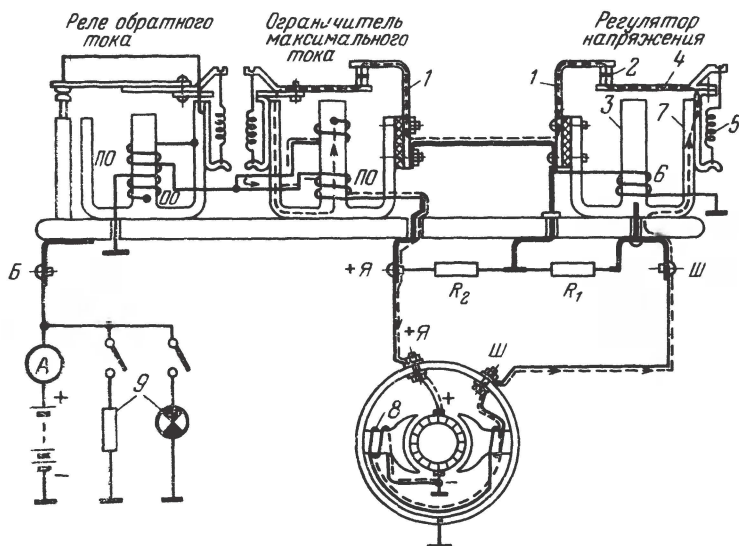 Реле обратного
тока
Ограничитель
максимального
тока
Регулятор
напряжения
1
1
2
4
3
7
5
ПО
ОО
ПО
6
Б
+Я
R₂
R₁
Ш
+Я
Ш
А
+
-
9
8
+
-